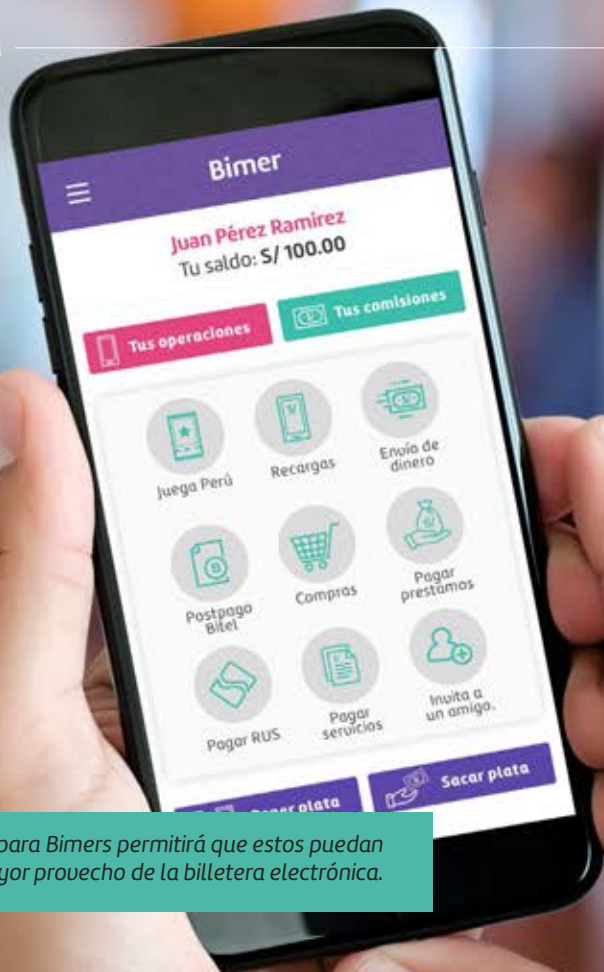 Bimer
Juan Pérez Ramirez
Tu saldo: S/ 100.00
Tus operaciones
Tus comisiones
Juega Perú
Recargas
Envío de
dinero
Postpago
Bitel
Compras
Pagar
prestamos
Pagar RUS
Pagar
servicios
Invita a
un amigo.
plata
Sacar plata
para Bimers permitirá que estos puedan
provecho de la billetera electrónica.